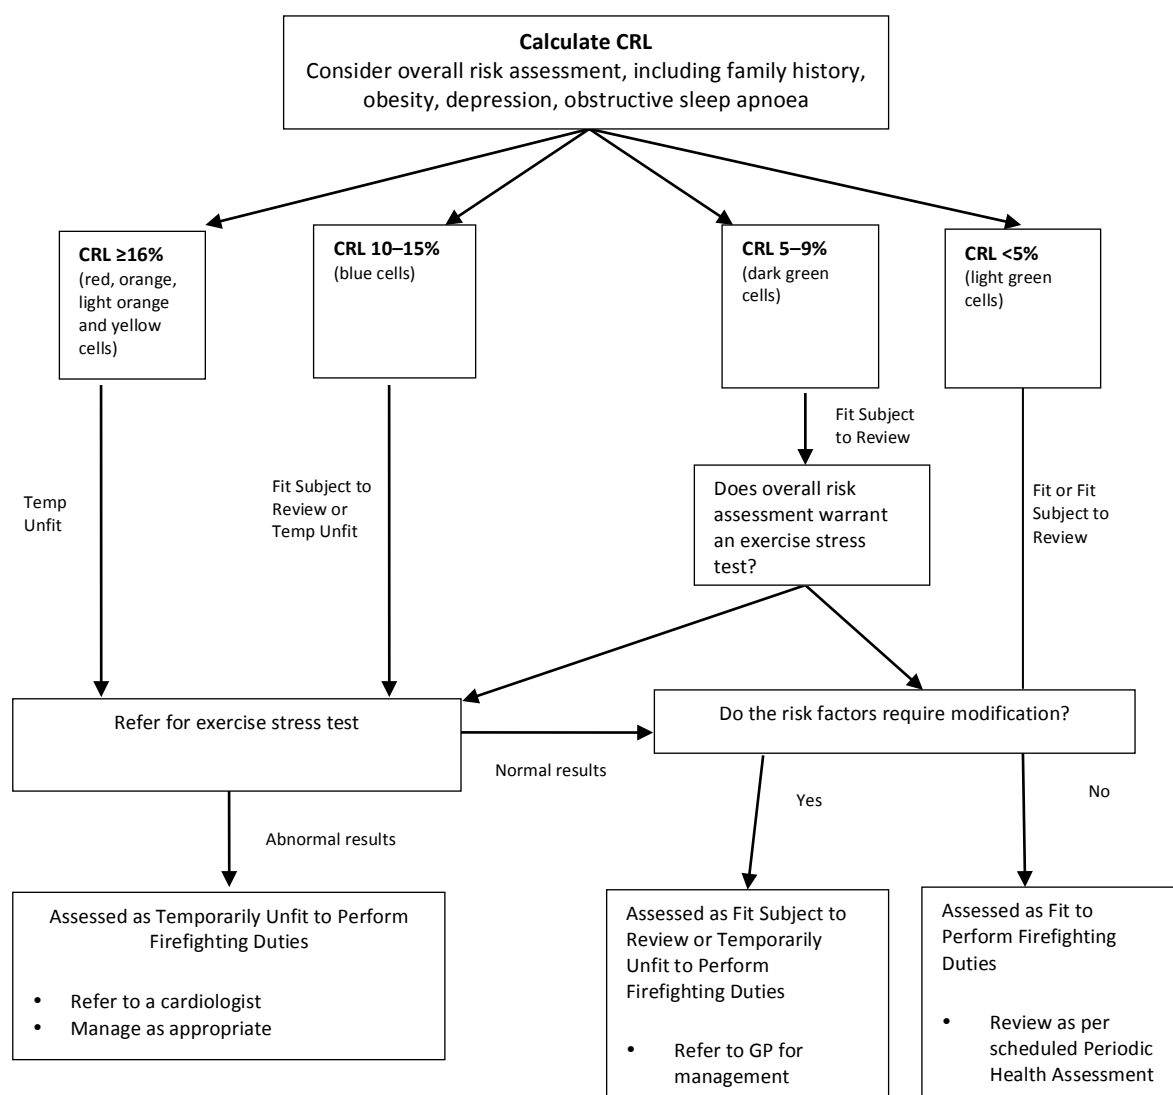 Calculate CRL
Consider overall risk assessment, including family history,
obesity, depression, obstructive sleep apnoea
CRL ≥16%
(red, orange,
light orange
and yellow
cells)
CRL 10–15%
(blue cells)
CRL 5–9%
(dark green
cells)
CRL <5%
(light green
cells)
Temp
Unfit
Fit Subject to
Review or
Temp Unfit
Fit Subject
to Review
Does overall risk
assessment warrant
an exercise stress
test?
Fit or Fit
Subject to
Review
Refer for exercise stress test
Normal results
Do the risk factors require modification?
Abnormal results
Yes
No
Assessed as Temporarily Unfit to Perform
Firefighting Duties
• Refer to a cardiologist
• Manage as appropriate
Assessed as Fit Subject to
Review or Temporarily
Unfit to Perform
Firefighting Duties
• Refer to GP for
management
Assessed as Fit to
Perform Firefighting
Duties
• Review as per
scheduled Periodic
Health Assessment